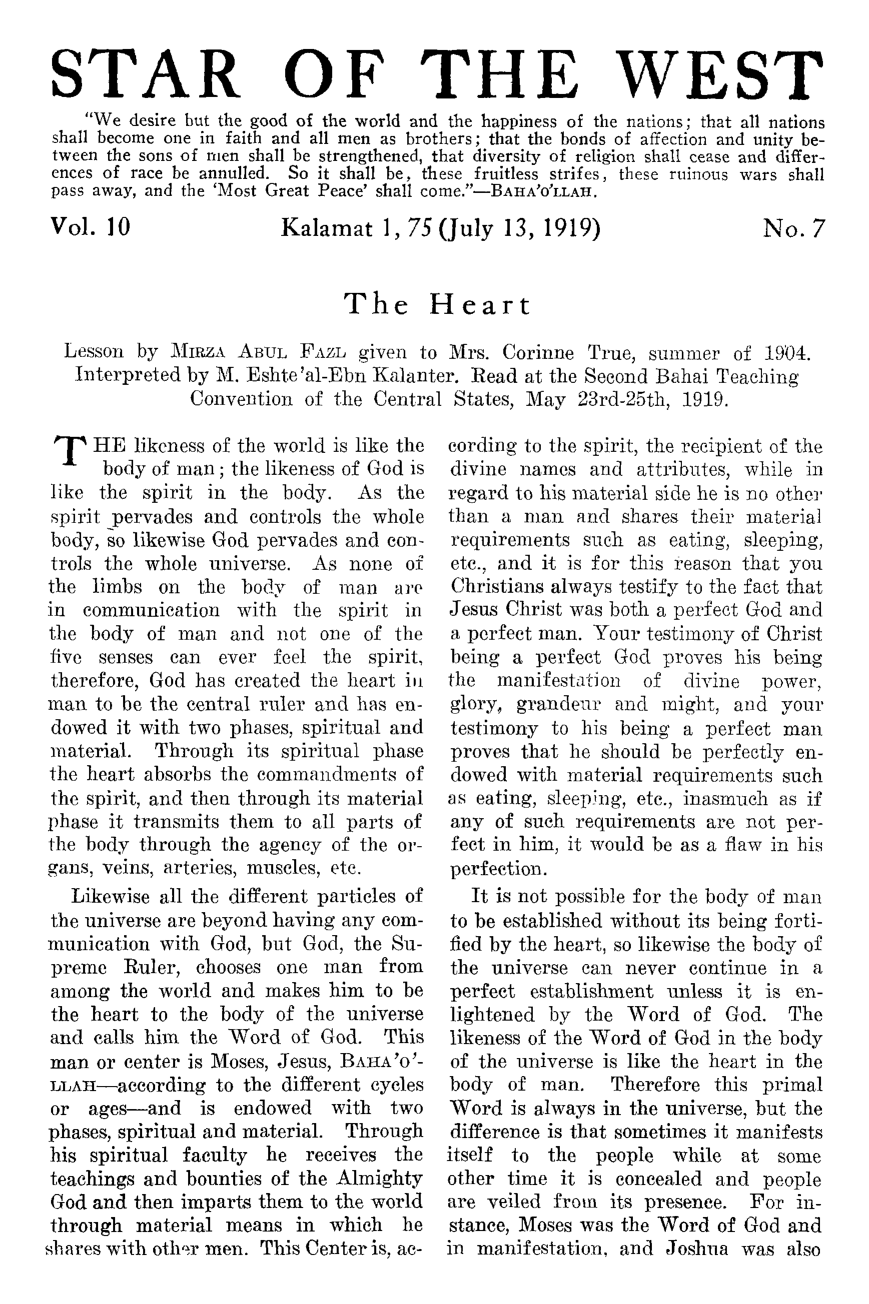 STAR OF THE WEST
"We desire but the good of the world and the happiness of the nations; that all nations
shall become one in faith and all men as brothers; that the bonds of affection and unity be-
tween the sons of men shall be strengthened, that diversity of religion shall cease and differ-
ences of race be annulled. So it shall be, these fruitless strifes, these ruinous wars shall
pass away, and the 'Most Great Peace' shall come."—BAHA'O'LLAH.
Vol. 10 Kalamat 1, 75 (July 13, 1919) No. 7
The Heart
Lesson by MIRZA ABUL FAZL given to Mrs. Corinne True, summer of 1904.
Interpreted by M. Eshte'al-Ebn Kalanter. Read at the Second Bahai Teaching
Convention of the Central States, May 23rd-25th, 1919.
THE likeness of the world is like the
body of man; the likeness of God is
like the spirit in the body. As the
spirit pervades and controls the whole
body, so likewise God pervades and con-
trols the whole universe. As none of
the limbs on the body of man are
in communication with the spirit in
the body of man and not one of the
five senses can ever feel the spirit,
therefore, God has created the heart in
man to be the central ruler and has en-
dowed it with two phases, spiritual and
material. Through its spiritual phase
the heart absorbs the commandments of
the spirit, and then through its material
phase it transmits them to all parts of
the body through the agency of the or-
gans, veins, arteries, muscles, etc.
Likewise all the different particles of
the universe are beyond having any com-
munication with God, but God, the Su-
preme Ruler, chooses one man from
among the world and makes him to be
the heart to the body of the universe
and calls him the Word of God. This
man or center is Moses, Jesus, BAHA'O'-
LLAH—according to the different cycles
or ages—and is endowed with two
phases, spiritual and material. Through
his spiritual faculty he receives the
teachings and bounties of the Almighty
God and then imparts them to the world
through material means in which he
shares with other men. This Center is, ac-
cording to the spirit, the recipient of the
divine names and attributes, while in
regard to his material side he is no other
than a man and shares their material
requirements such as eating, sleeping,
etc., and it is for this reason that you
Christians always testify to the fact that
Jesus Christ was both a perfect God and
a perfect man. Your testimony of Christ
being a perfect God proves his being
the manifestation of divine power,
glory, grandeur and might, and your
testimony to his being a perfect man
proves that he should be perfectly en-
dowed with material requirements such
as eating, sleeping, etc., inasmuch as if
any of such requirements are not per-
fect in him, it would be as a flaw in his
perfection.
It is not possible for the body of man
to be established without its being forti-
fied by the heart, so likewise the body of
the universe can never continue in a
perfect establishment unless it is en-
lightened by the Word of God. The
likeness of the Word of God in the body
of the universe is like the heart in the
body of man. Therefore this primal
Word is always in the universe, but the
difference is that sometimes it manifests
itself to the people while at some
other time it is concealed and people
are veiled from its presence. For in-
stance, Moses was the Word of God and
in manifestation, and Joshua was also